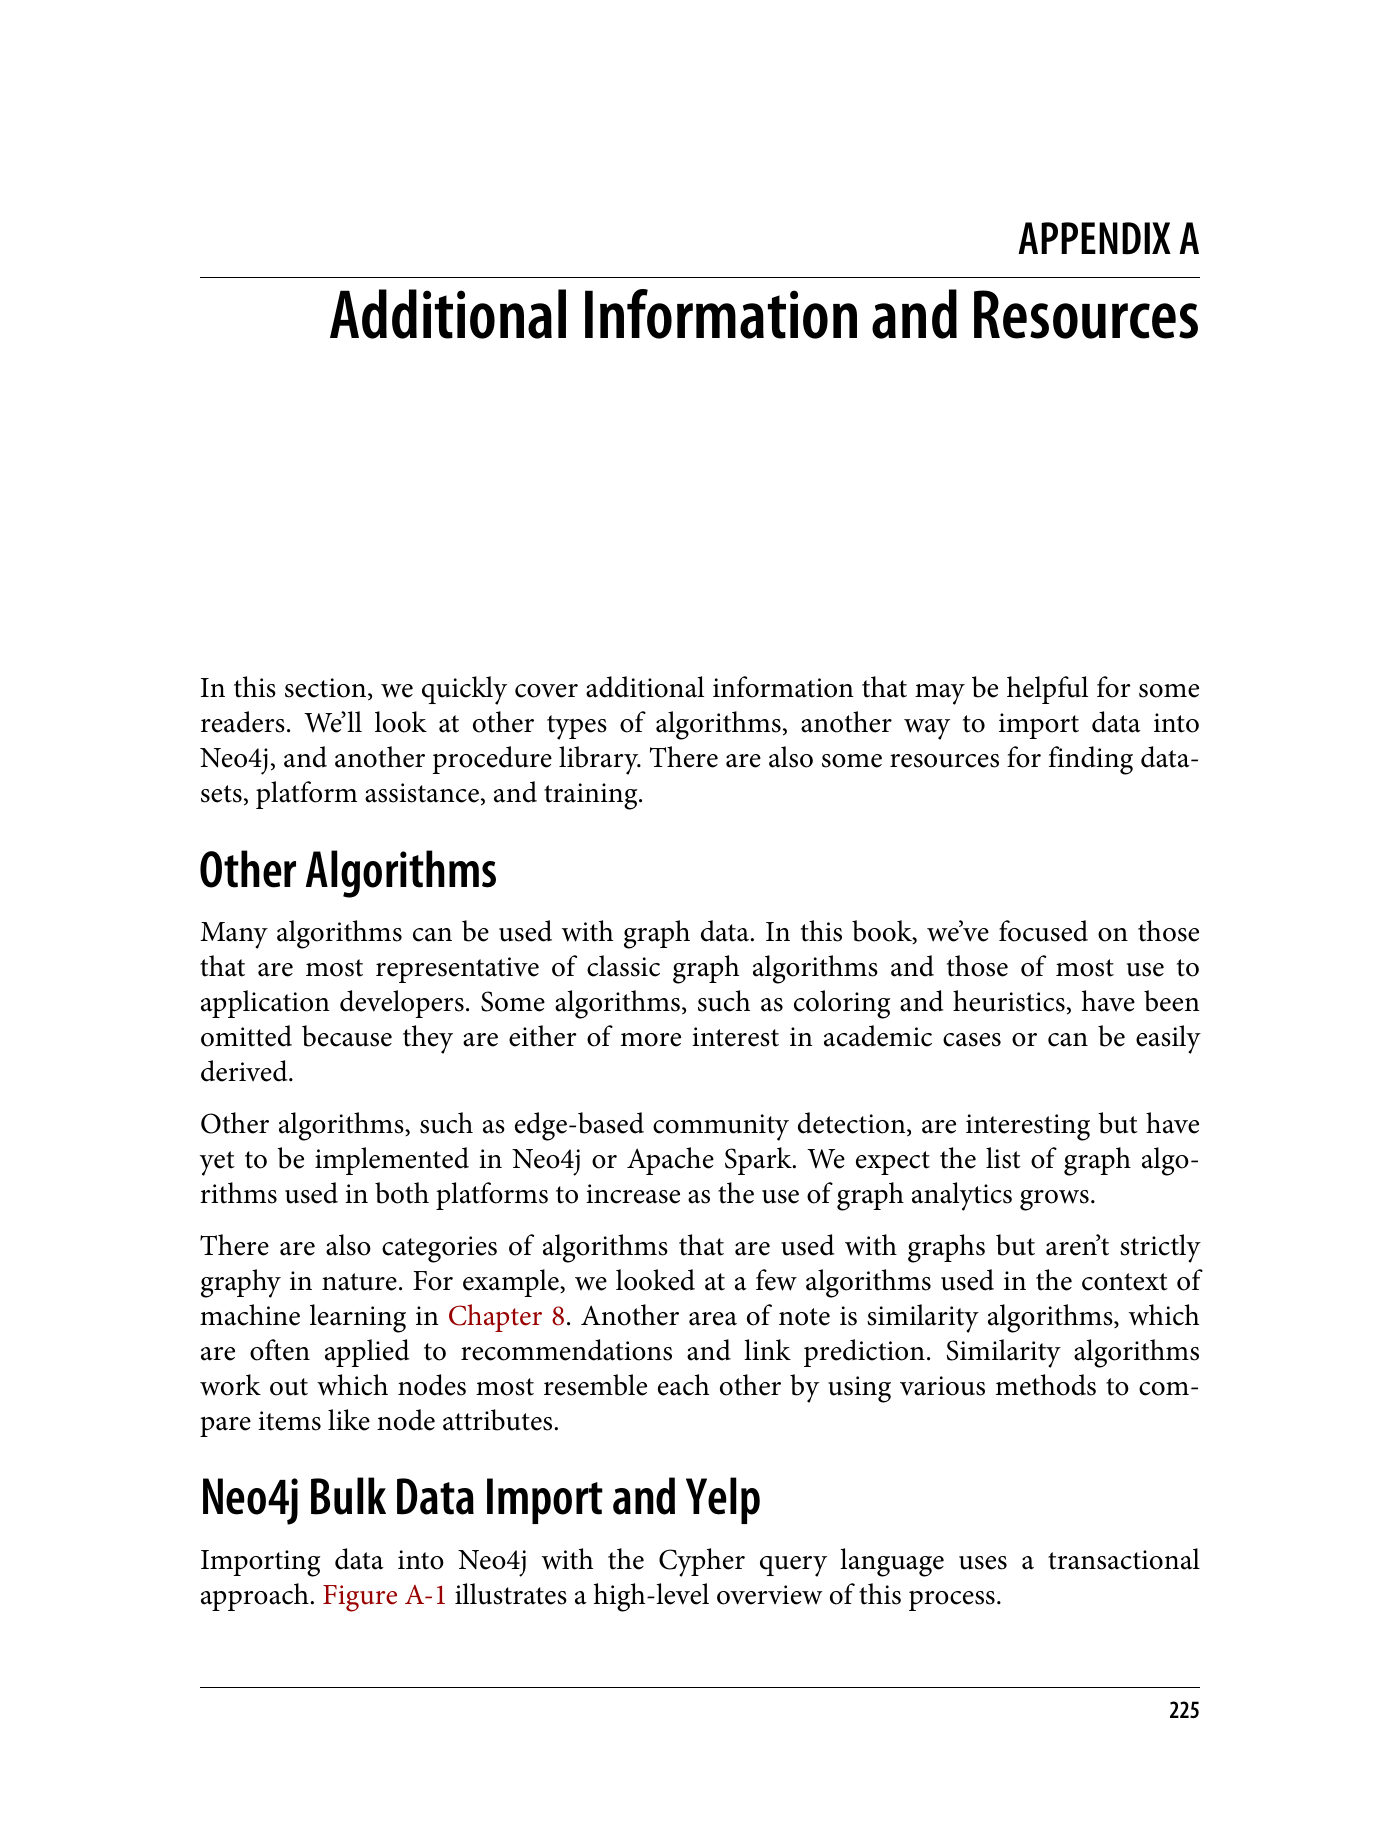 APPENDIX A
Additional Information and Resources
In this section, we quickly cover additional information that may be helpful for some
readers. We’ll look at other types of algorithms, another way to import data into
Neo4j, and another procedure library. There are also some resources for finding data-
sets, platform assistance, and training.
Other Algorithms
Many algorithms can be used with graph data. In this book, we’ve focused on those
that are most representative of classic graph algorithms and those of most use to
application developers. Some algorithms, such as coloring and heuristics, have been
omitted because they are either of more interest in academic cases or can be easily
derived.
Other algorithms, such as edge-based community detection, are interesting but have
yet to be implemented in Neo4j or Apache Spark. We expect the list of graph algo-
rithms used in both platforms to increase as the use of graph analytics grows.
There are also categories of algorithms that are used with graphs but aren’t strictly
graphy in nature. For example, we looked at a few algorithms used in the context of
machine learning in Chapter 8. Another area of note is similarity algorithms, which
are often applied to recommendations and link prediction. Similarity algorithms
work out which nodes most resemble each other by using various methods to com-
pare items like node attributes.
Neo4j Bulk Data Import and Yelp
Importing data into Neo4j with the Cypher query language uses a transactional
approach. Figure A-1 illustrates a high-level overview of this process.
225